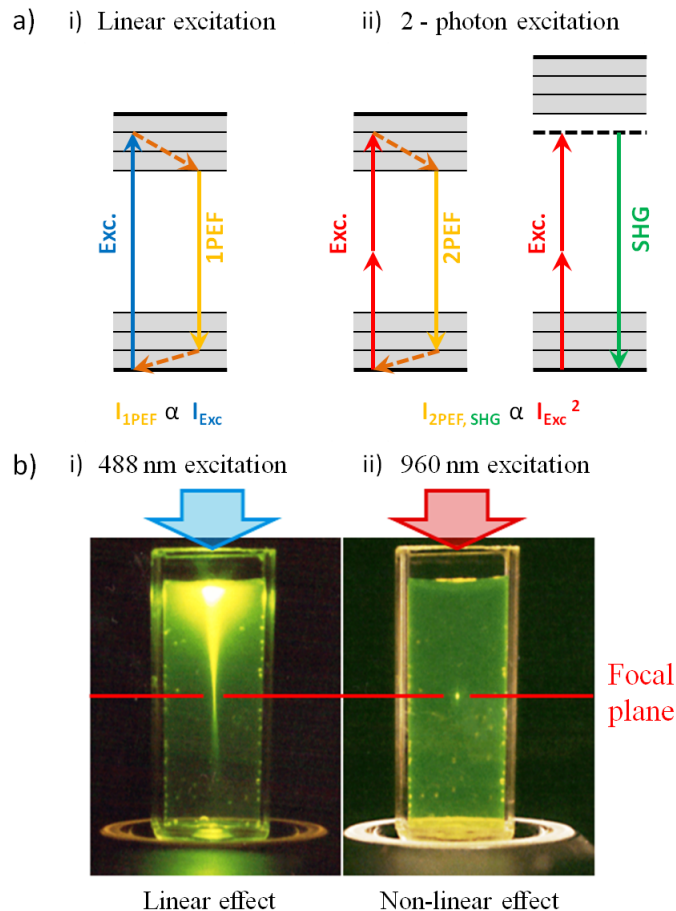 a) i) Linear excitation ii) 2 - photon excitation
Exc. 1PEF Exc. 2PEF Exc. SHG
I1PEF α IExc I2PEF, SHG α IExc 2
b) i) 488 nm excitation ii) 960 nm excitation
Focal
plane
Linear effect Non-linear effect